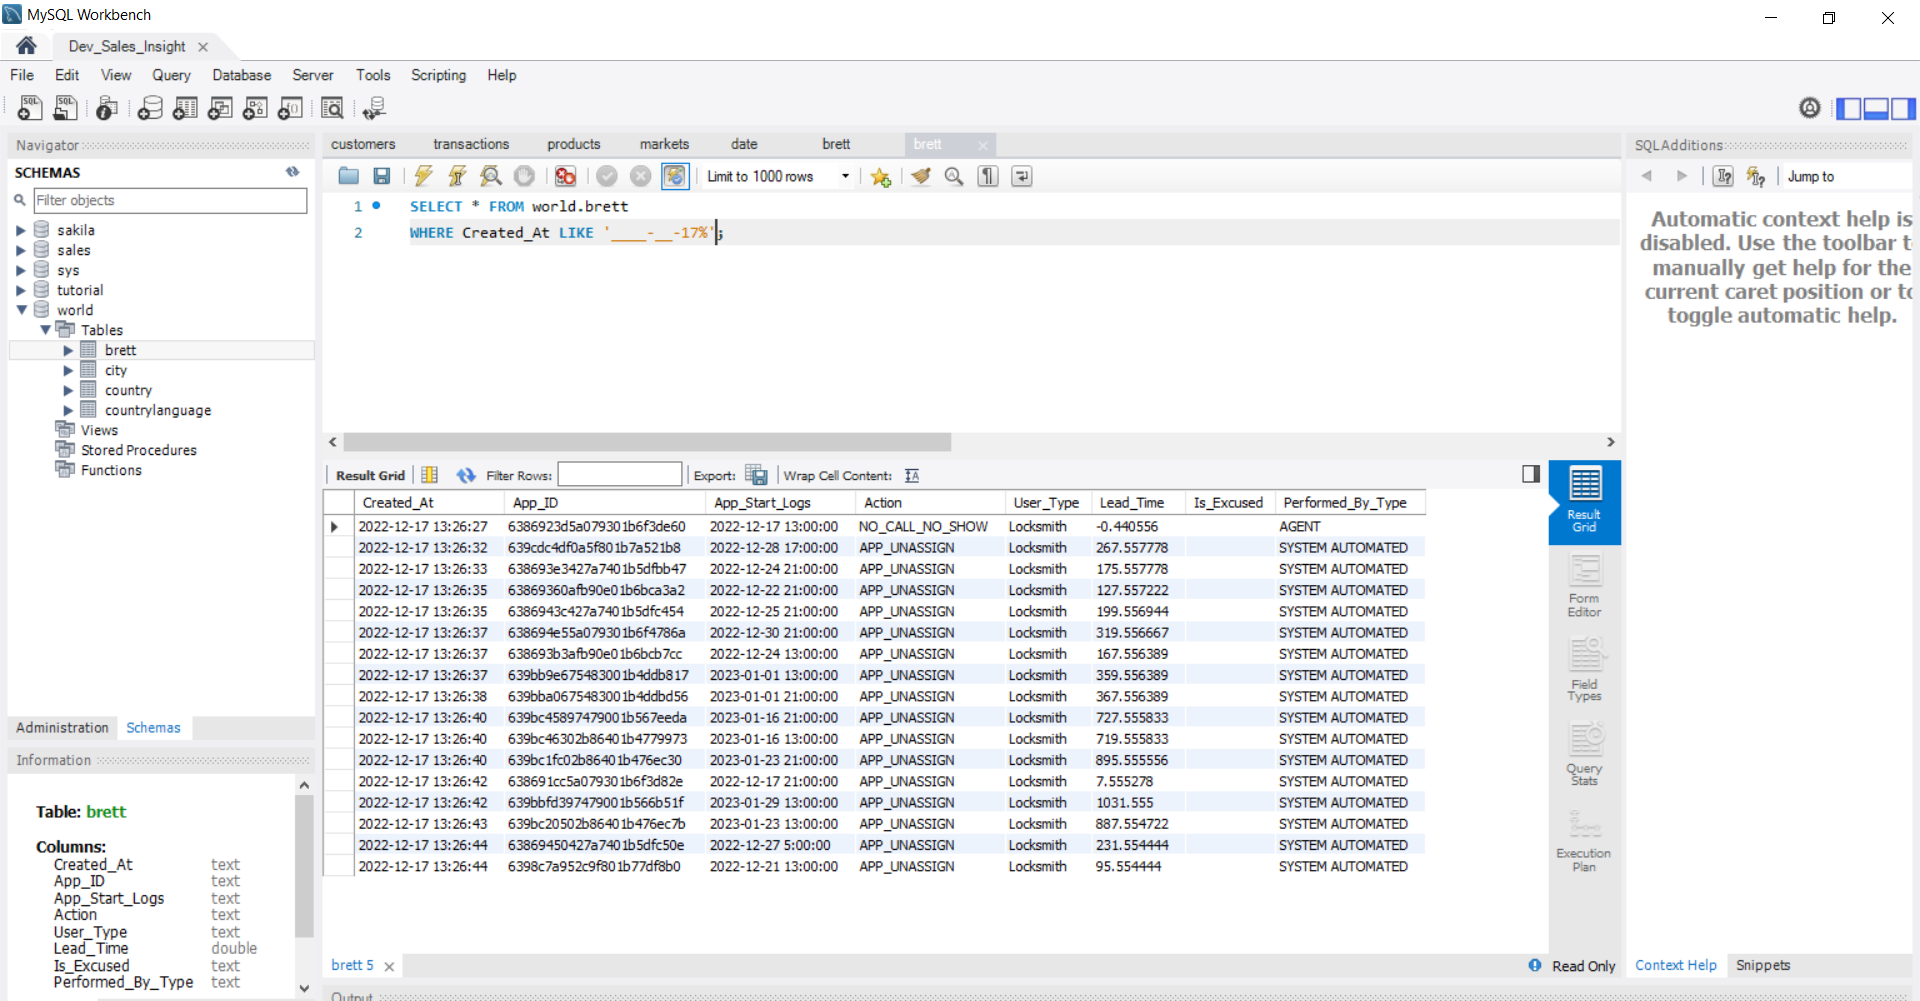 MySQL Workbench
Dev_Sales_Insight
File Edit View Query Database Server Tools Scripting Help
Navigator
SCHEMAS
Filter objects
sakila
sales
sys
tutorial
world
Tables
brett
city
country
countrylanguage
Views
Stored Procedures
Functions
Administration Schemas
Information
Table: brett
Columns:
Created_At text
App_ID text
App_Start_Logs text
Action text
User_Type text
Lead_Time double
Is_Excused text
Performed_By_Type text
customers transactions products markets date brett brett
Limit to 1000 rows
1 SELECT * FROM world.brett
2 WHERE Created_At LIKE '____-__-17%';
Result Grid Filter Rows: Export: Wrap Cell Content:
Created_At App_ID App_Start_Logs Action User_Type Lead_Time Is_Excused Performed_By_Type
2022-12-17 13:26:27 6386923d5a079301b6f3de60 2022-12-17 13:00:00 NO_CALL_NO_SHOW Locksmith -0.440556 AGENT
2022-12-17 13:26:32 639cdc4df0a5f801b7a521b8 2022-12-28 17:00:00 APP_UNASSIGN Locksmith 267.557778 SYSTEM AUTOMATED
2022-12-17 13:26:33 638693e3427a7401b5dfbb47 2022-12-24 21:00:00 APP_UNASSIGN Locksmith 175.557778 SYSTEM AUTOMATED
2022-12-17 13:26:35 63869360afb90e01b6bca3a2 2022-12-22 21:00:00 APP_UNASSIGN Locksmith 127.557222 SYSTEM AUTOMATED
2022-12-17 13:26:35 6386943c427a7401b5dfc454 2022-12-25 21:00:00 APP_UNASSIGN Locksmith 199.556944 SYSTEM AUTOMATED
2022-12-17 13:26:37 638694e55a079301b6f4786a 2022-12-30 21:00:00 APP_UNASSIGN Locksmith 319.556667 SYSTEM AUTOMATED
2022-12-17 13:26:37 638693b3afb90e01b6bcb7cc 2022-12-24 13:00:00 APP_UNASSIGN Locksmith 167.556389 SYSTEM AUTOMATED
2022-12-17 13:26:37 639bb9e675483001b4ddb817 2023-01-01 13:00:00 APP_UNASSIGN Locksmith 359.556389 SYSTEM AUTOMATED
2022-12-17 13:26:38 639bba0675483001b4ddbd56 2023-01-01 21:00:00 APP_UNASSIGN Locksmith 367.556389 SYSTEM AUTOMATED
2022-12-17 13:26:40 639bc45897479001b567eeda 2023-01-16 21:00:00 APP_UNASSIGN Locksmith 727.555833 SYSTEM AUTOMATED
2022-12-17 13:26:40 639bc46302b86401b4779973 2023-01-16 13:00:00 APP_UNASSIGN Locksmith 719.555833 SYSTEM AUTOMATED
2022-12-17 13:26:40 639bc1fc02b86401b476ec30 2023-01-23 21:00:00 APP_UNASSIGN Locksmith 895.555556 SYSTEM AUTOMATED
2022-12-17 13:26:42 638691cc5a079301b6f3d82e 2022-12-17 21:00:00 APP_UNASSIGN Locksmith 7.555278 SYSTEM AUTOMATED
2022-12-17 13:26:42 639bbfd397479001b566b51f 2023-01-29 13:00:00 APP_UNASSIGN Locksmith 1031.555 SYSTEM AUTOMATED
2022-12-17 13:26:43 639bc20502b86401b476ec7b 2023-01-23 13:00:00 APP_UNASSIGN Locksmith 887.554722 SYSTEM AUTOMATED
2022-12-17 13:26:44 63869450427a7401b5dfc50e 2022-12-27 5:00:00 APP_UNASSIGN Locksmith 231.554444 SYSTEM AUTOMATED
2022-12-17 13:26:44 6398c7a952c9f801b77df8b0 2022-12-21 13:00:00 APP_UNASSIGN Locksmith 95.554444 SYSTEM AUTOMATED
Result
Grid
Form
Editor
Field
Types
Query
Stats
Execution
Plan
brett 5
Read Only
Output
SQLAdditions
Jump to
Automatic context help is
disabled. Use the toolbar t
manually get help for the
current caret position or to
toggle automatic help.
Context Help Snippets